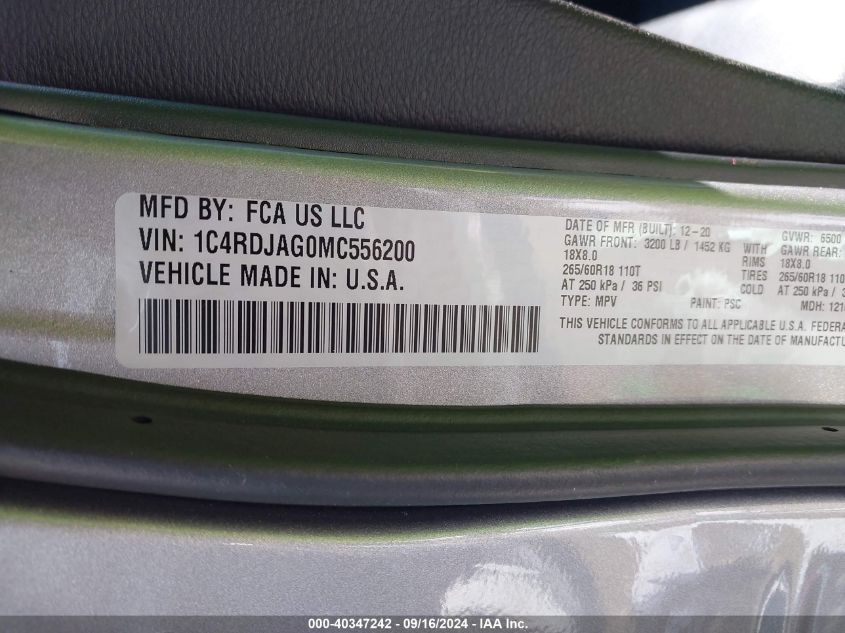 MFD BY: FCA US LLC
VIN: 1C4RDJAG0MC556200
VEHICLE MADE IN: U.S.A.
DATE OF MFR (BUILT): 12-20
GVWR: 6500
GAWR FRONT: 3200 LB / 1452 KG
GAWR REAR:
18X8.0
RIMS 18X8.0
265/60R18 110T
TIRES 265/60R18 110T
AT 250 kPa / 36 PSI
COLD AT 250 kPa /
TYPE: MPV
PAINT: PSC
MDH:
THIS VEHICLE CONFORMS TO ALL APPLICABLE U.S.A.
STANDARDS IN EFFECT ON THE DATE OF
000-40347242 - 09/16/2024 - IAA Inc.